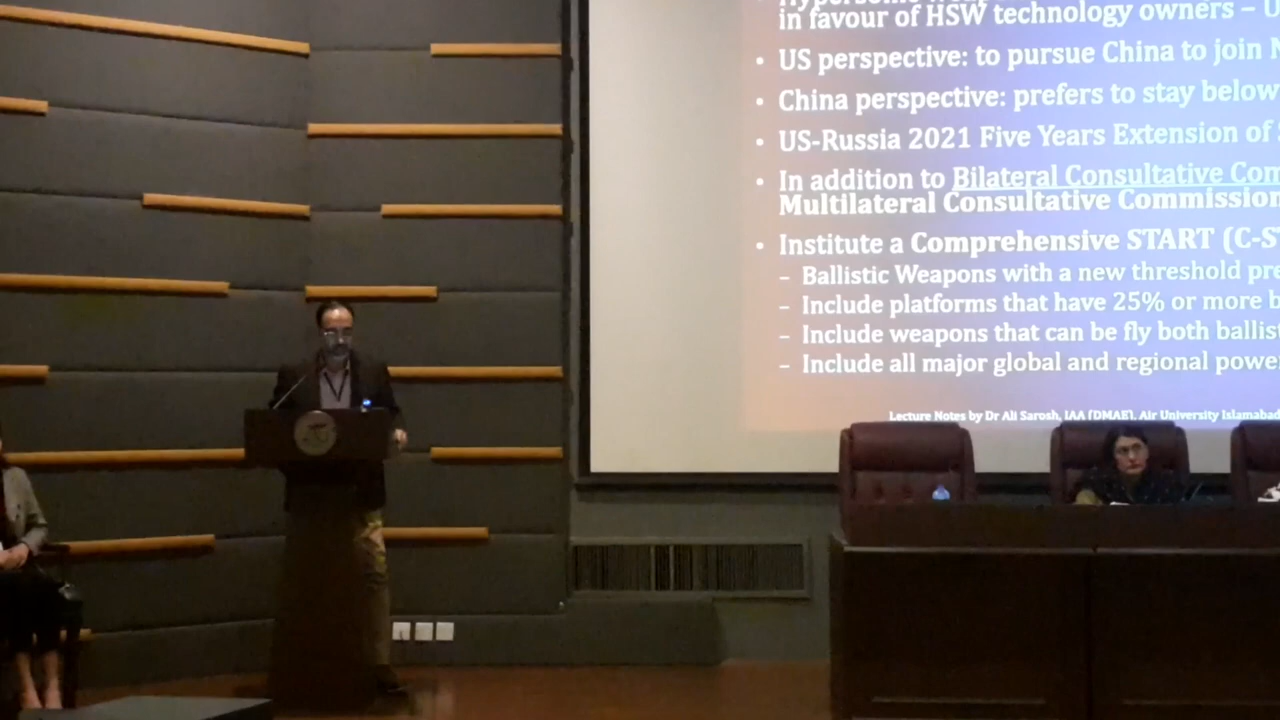 in favour of HSW technology owners – U
• US perspective: to pursue China to join
• China perspective: prefers to stay below
• US-Russia 2021 Five Years Extension of
• In addition to Bilateral Consultative Com
Multilateral Consultative Commission
• Institute a Comprehensive START (C-S
– Ballistic Weapons with a new threshold pre
– Include platforms that have 25% or more b
– Include weapons that can be fly both ballis
– Include all major global and regional powe
Lecture Notes by Dr Ali Sarosh, IAA (DMAE), Air University Islamabad